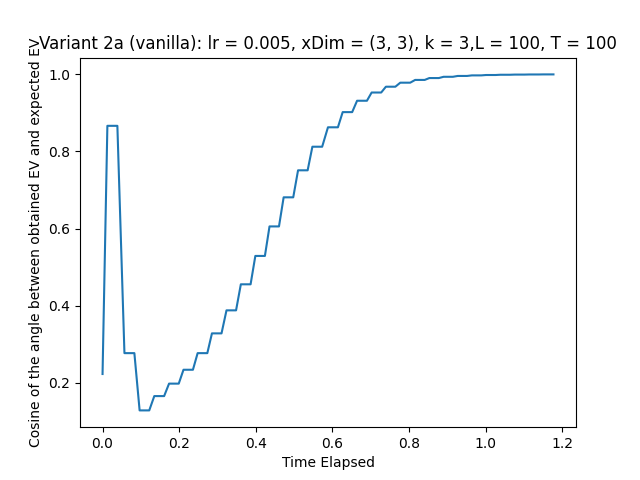 Variant 2a (vanilla): lr = 0.005, xDim = (3, 3), k = 3,L = 100, T = 100
Cosine of the angle between obtained EV and expected EV
1.0
0.8
0.6
0.4
0.2
0.0 0.2 0.4 0.6 0.8 1.0 1.2
Time Elapsed